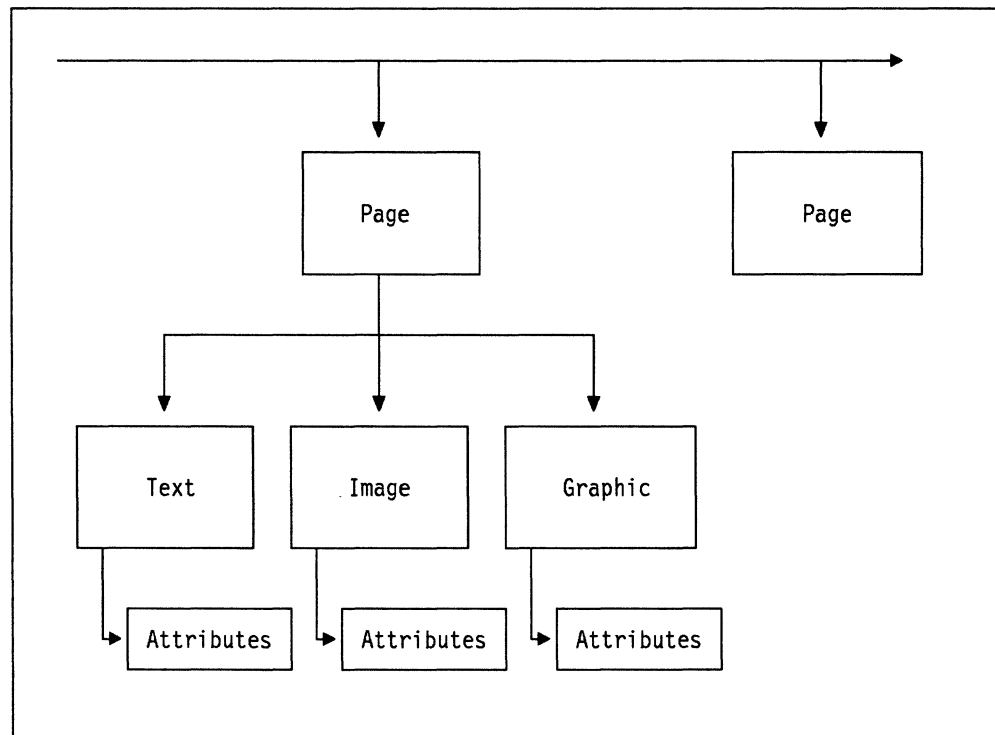 Page
Page
Text
Image
Graphic
Attributes
Attributes
Attributes